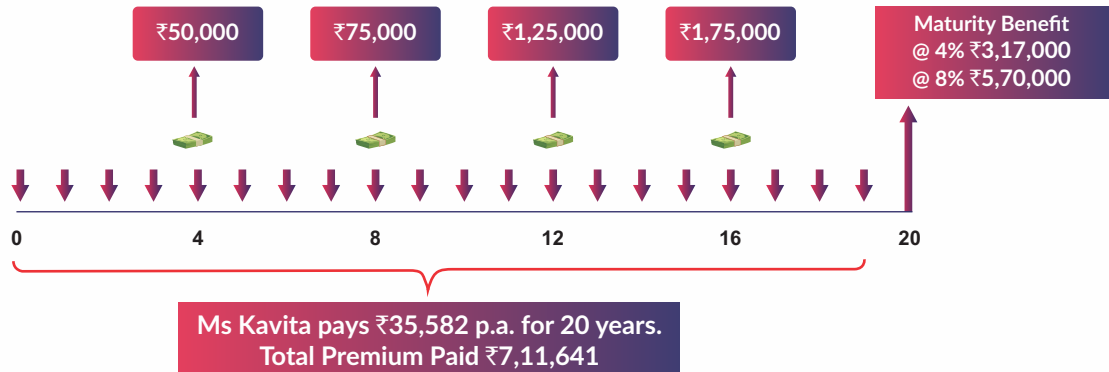 ₹50,000
₹75,000
₹1,25,000
₹1,75,000
Maturity Benefit
@ 4% ₹3,17,000
@ 8% ₹5,70,000
0
4
8
12
16
20
Ms Kavita pays ₹35,582 p.a. for 20 years.
Total Premium Paid ₹7,11,641